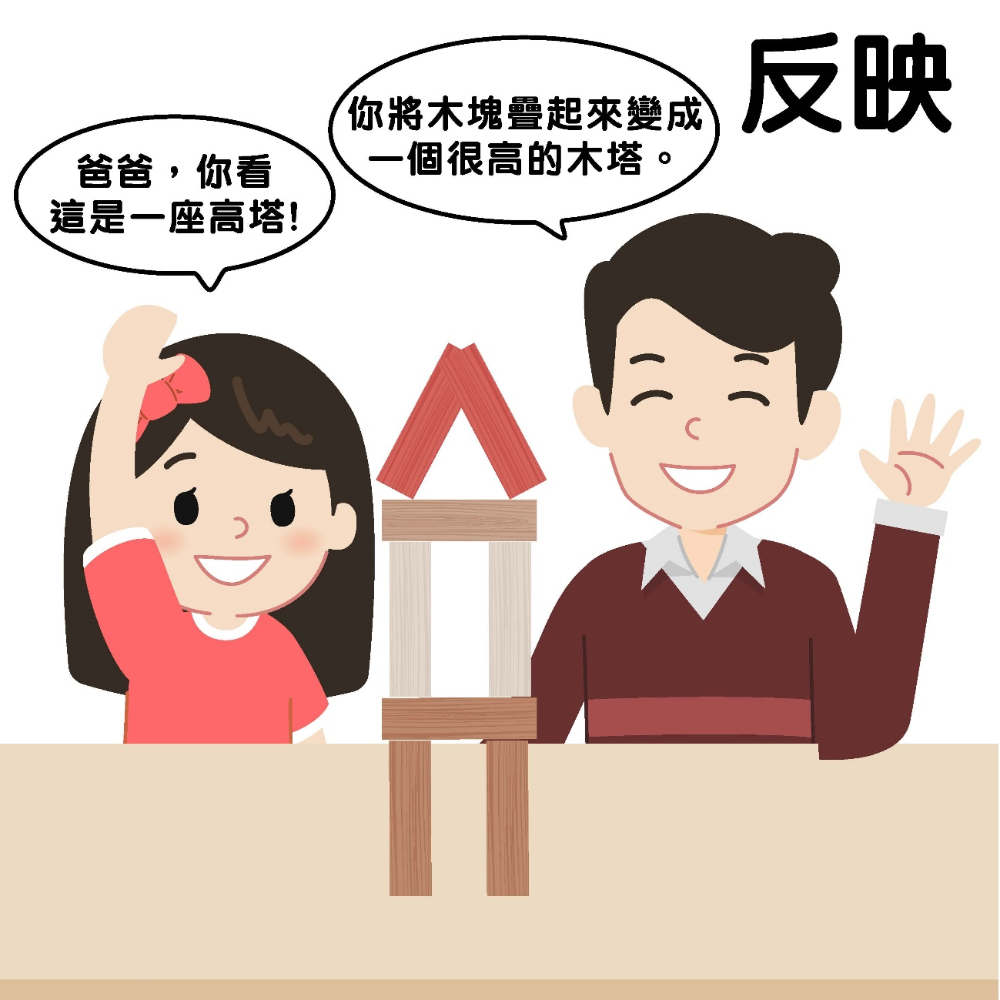 反映
爸爸，你看
這是一座高塔!
你將木塊疊起來變成
一個很高的木塔。